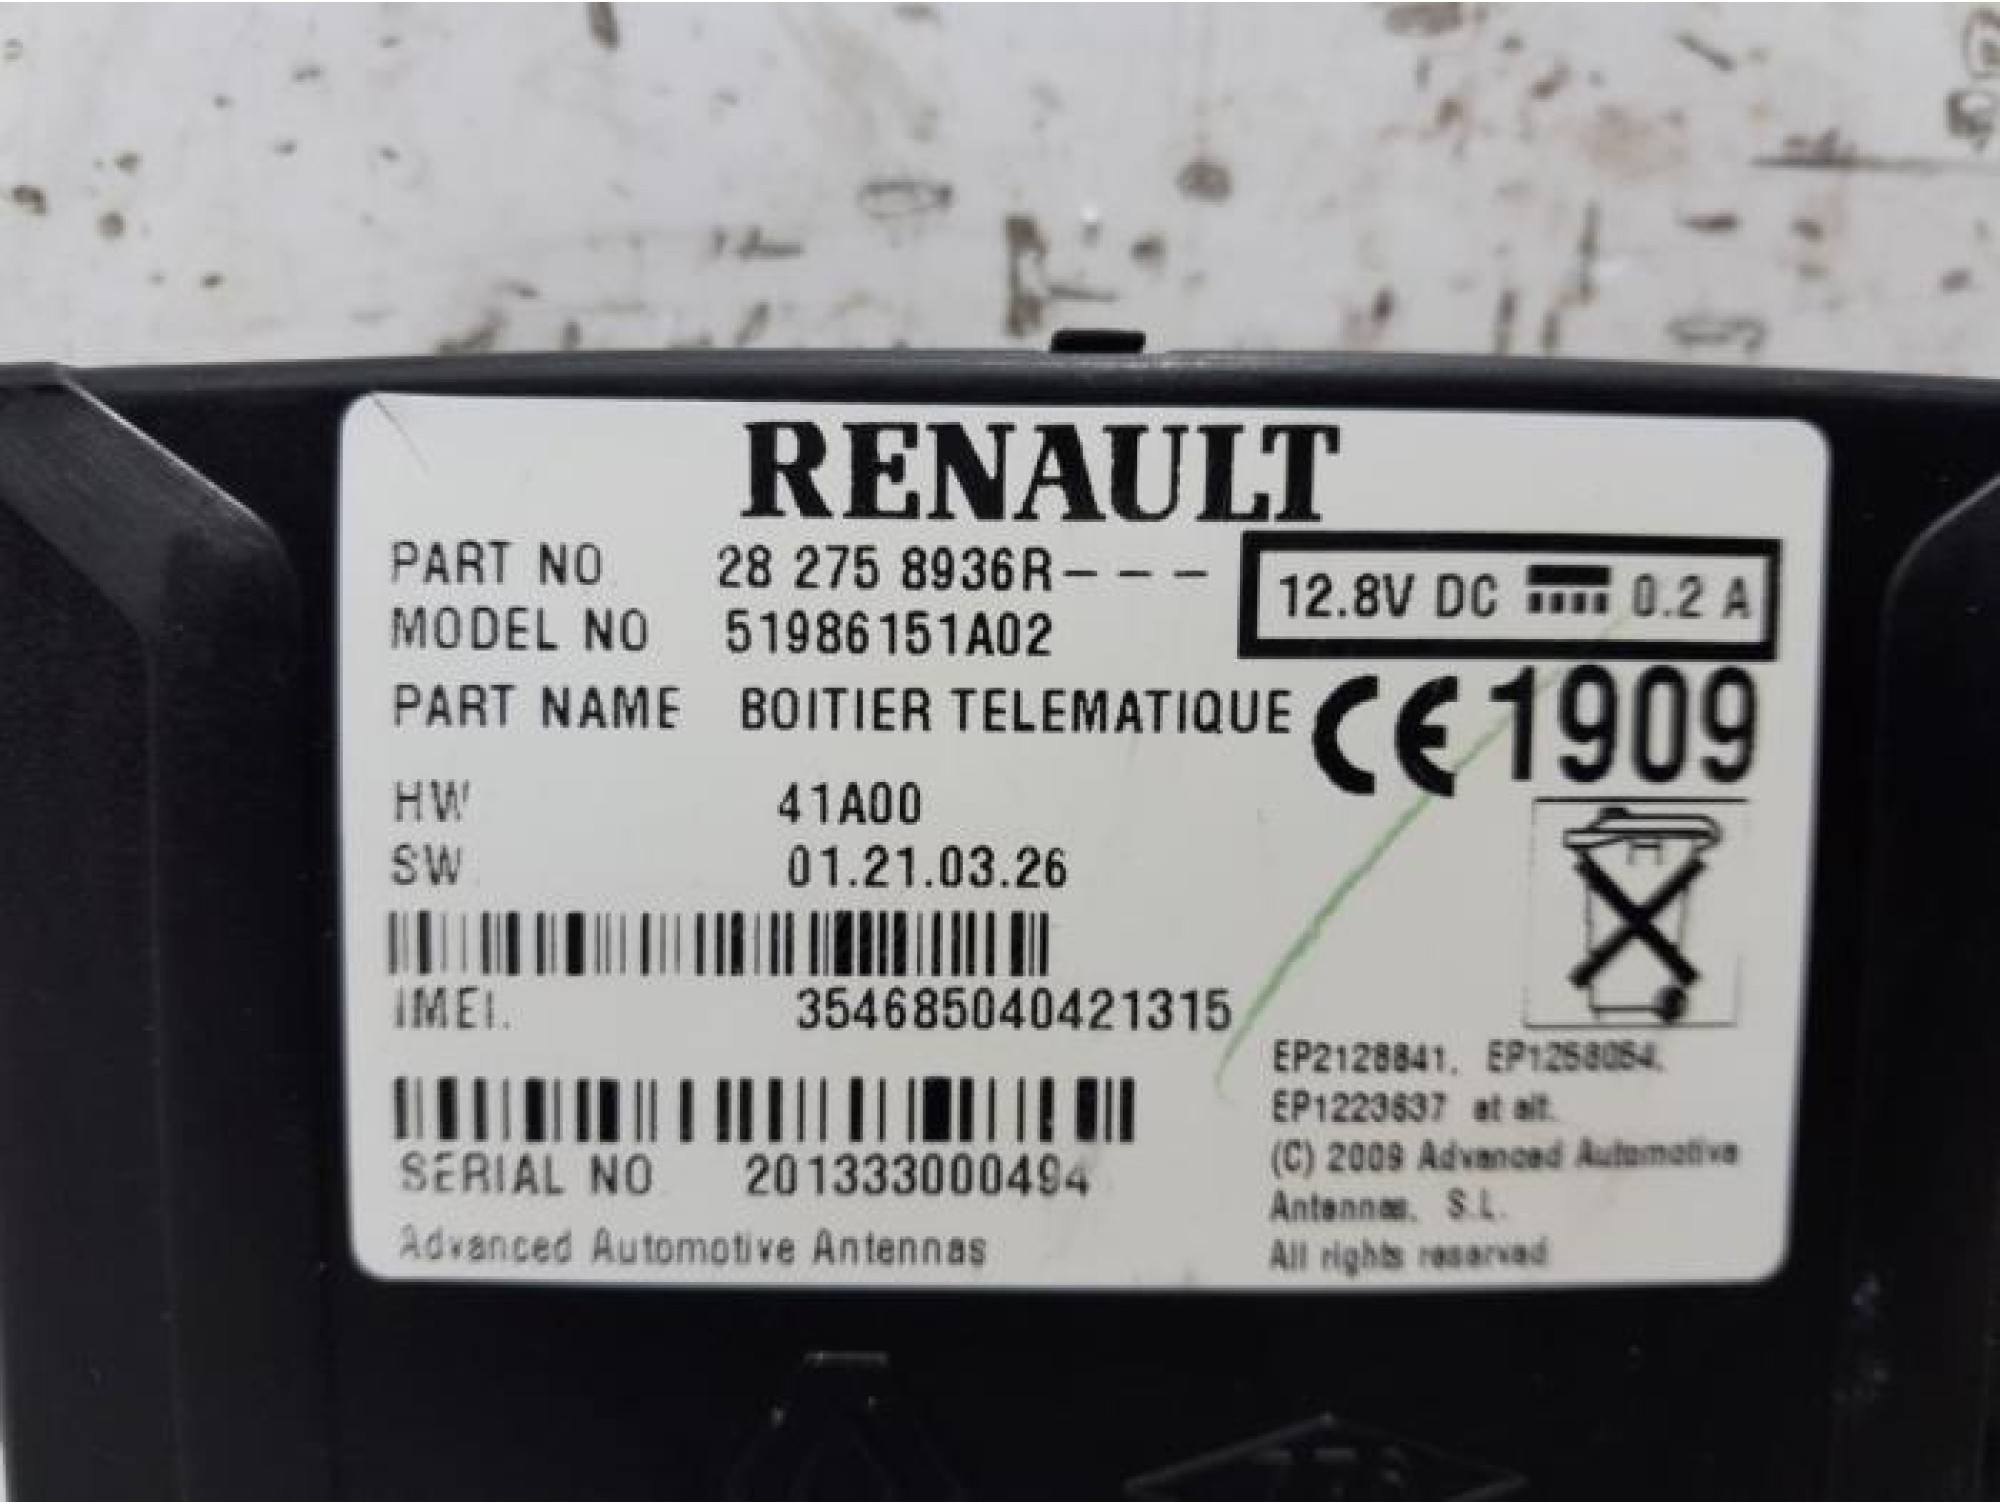 RENAULT
PART NO 28 275 8936R---
12.8V DC 0.2 A
MODEL NO 51986151A02
PART NAME BOITIER TELEMATIQUE
CE 1909
HW 41A00
SW 01.21.03.26
IMEI. 354685040421315
EP2128841, EP1258054,
EP1223637 et alt.
SERIAL NO 201333000494
(C) 2009 Advanced Automotive
Antennas, S.L.
Advanced Automotive Antennas
All rights reserved